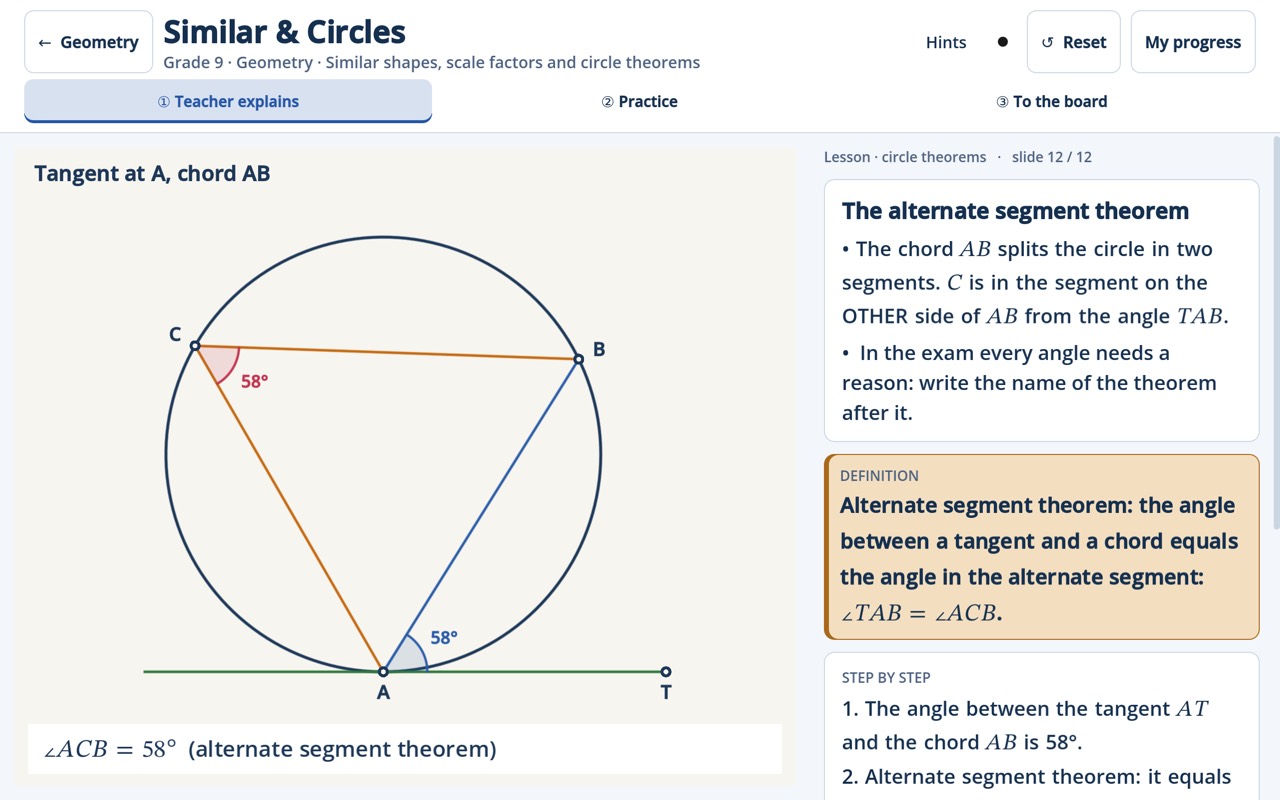 ← Geometry
Similar & Circles
Grade 9 · Geometry · Similar shapes, scale factors and circle theorems
Hints
↺ Reset
My progress
① Teacher explains
② Practice
③ To the board
Tangent at A, chord AB
C
B
58°
58°
A
T
∠ACB = 58° (alternate segment theorem)
Lesson · circle theorems · slide 12 / 12
The alternate segment theorem
• The chord AB splits the circle in two
segments. C is in the segment on the
OTHER side of AB from the angle TAB.
• In the exam every angle needs a
reason: write the name of the theorem
after it.
DEFINITION
Alternate segment theorem: the angle
between a tangent and a chord equals
the angle in the alternate segment:
∠TAB = ∠ACB.
STEP BY STEP
1. The angle between the tangent AT
and the chord AB is 58°.
2. Alternate segment theorem: it equals